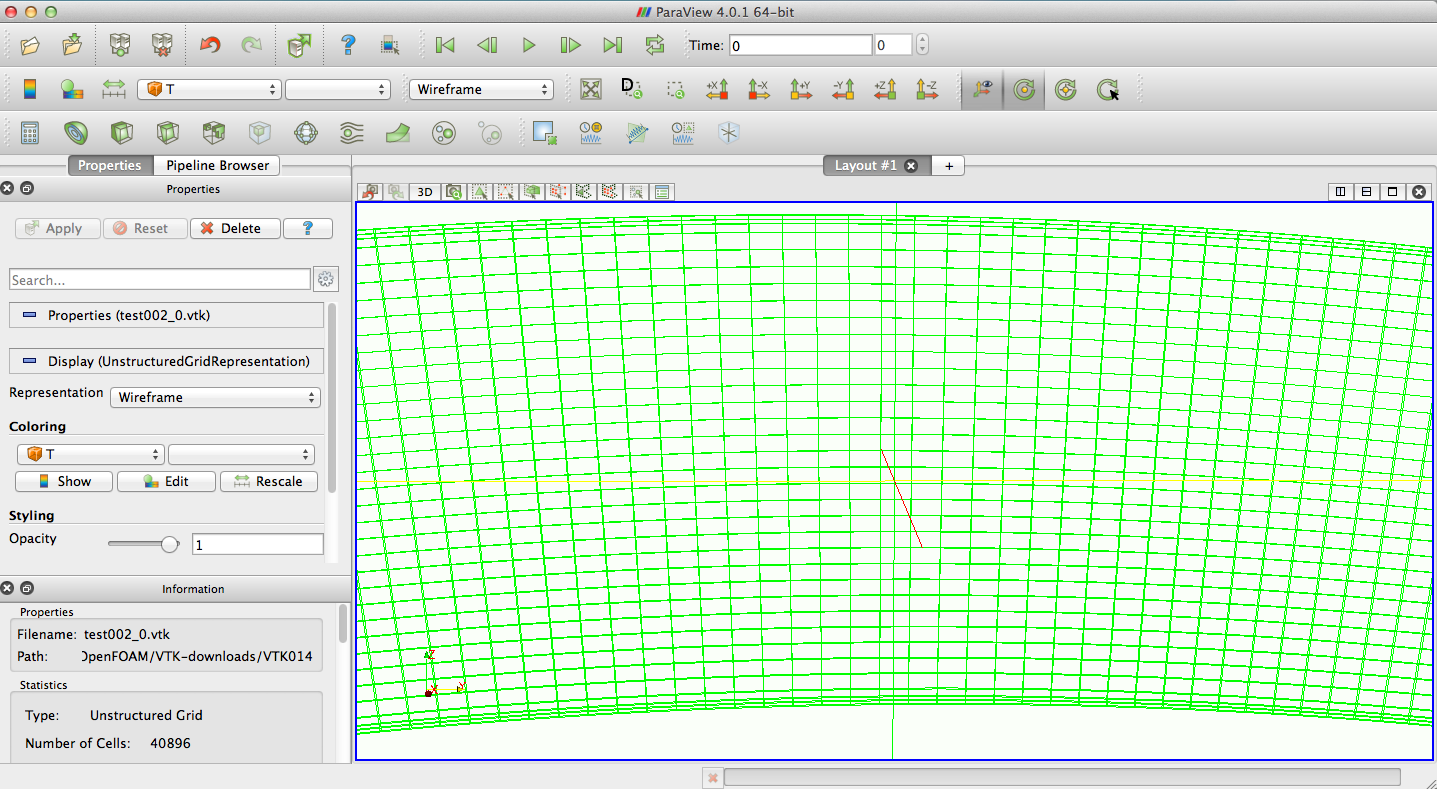 ParaView 4.0.1 64-bit
Time: 0 0
T Wireframe
+X -X +Y -Y +Z -Z
Properties Pipeline Browser Layout #1 +
Properties
3D
Apply Reset Delete ?
Search...
Properties (test002_0.vtk)
Display (UnstructuredGridRepresentation)
Representation Wireframe
Coloring
T
Show Edit Rescale
Styling
Opacity 1
Information
Properties
Filename: test002_0.vtk
Path: OpenFOAM/VTK-downloads/VTK014
Statistics
Type: Unstructured Grid
Number of Cells: 40896
Z
X Y